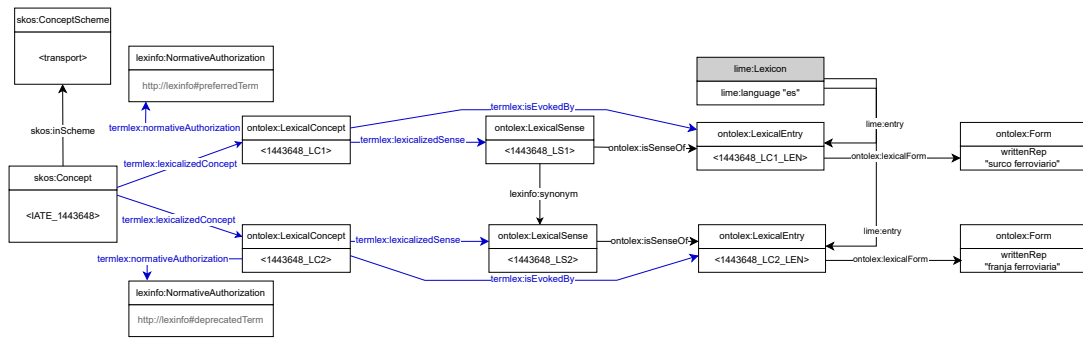 skos:ConceptScheme
<transport>
lexinfo:NormativeAuthorization
http://lexinfo#preferredTerm
lime:Lexicon
lime:language "es"
skos:inScheme
termlex:normativeAuthorization
termlex:isEvokedBy
lime:entry
ontolex:LexicalConcept
<1443648_LC1>
termlex:lexicalizedSense
ontolex:LexicalSense
<1443648_LS1>
ontolex:isSenseOf
ontolex:LexicalEntry
<1443648_LC1_LEN>
ontolex:lexicalForm
ontolex:Form
writtenRep
"surco ferroviario"
termlex:lexicalizedConcept
skos:Concept
<IATE_1443648>
lexinfo:synonym
termlex:lexicalizedConcept
lime:entry
ontolex:LexicalConcept
<1443648_LC2>
termlex:lexicalizedSense
ontolex:LexicalSense
<1443648_LS2>
ontolex:isSenseOf
ontolex:LexicalEntry
<1443648_LC2_LEN>
ontolex:lexicalForm
ontolex:Form
writtenRep
"franja ferroviaria"
termlex:normativeAuthorization
termlex:isEvokedBy
lexinfo:NormativeAuthorization
http://lexinfo#deprecatedTerm